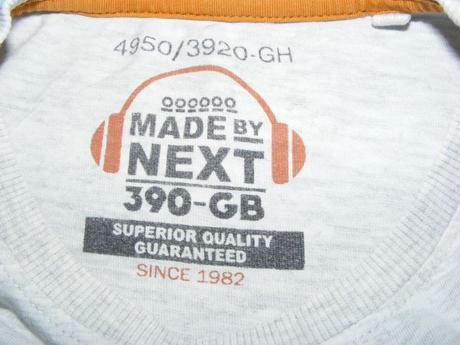 4950/3920-GH
MADE BY
NEXT
390-GB
SUPERIOR QUALITY
GUARANTEED
SINCE 1982